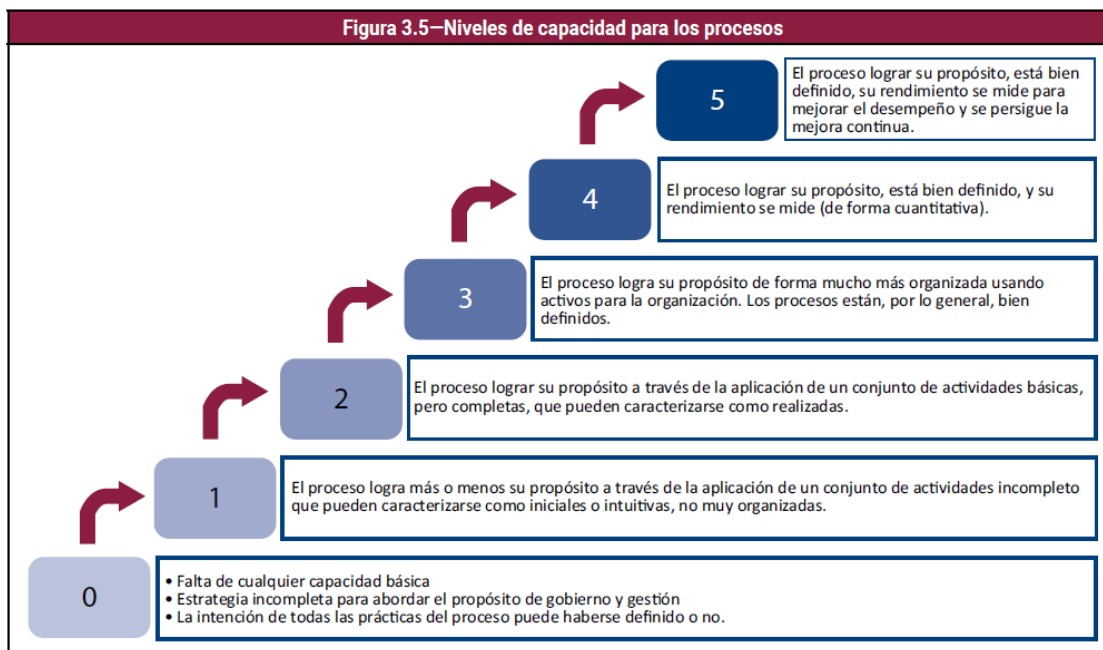 Figura 3.5—Niveles de capacidad para los procesos
5
El proceso lograr su propósito, está bien
definido, su rendimiento se mide para
mejorar el desempeño y se persigue la
mejora continua.
4
El proceso lograr su propósito, está bien definido, y su
rendimiento se mide (de forma cuantitativa).
3
El proceso logra su propósito de forma mucho más organizada usando
activos para la organización. Los procesos están, por lo general, bien
definidos.
2
El proceso lograr su propósito a través de la aplicación de un conjunto de actividades básicas,
pero completas, que pueden caracterizarse como realizadas.
1
El proceso logra más o menos su propósito a través de la aplicación de un conjunto de actividades incompleto
que pueden caracterizarse como iniciales o intuitivas, no muy organizadas.
0
• Falta de cualquier capacidad básica
• Estrategia incompleta para abordar el propósito de gobierno y gestión
• La intención de todas las prácticas del proceso puede haberse definido o no.